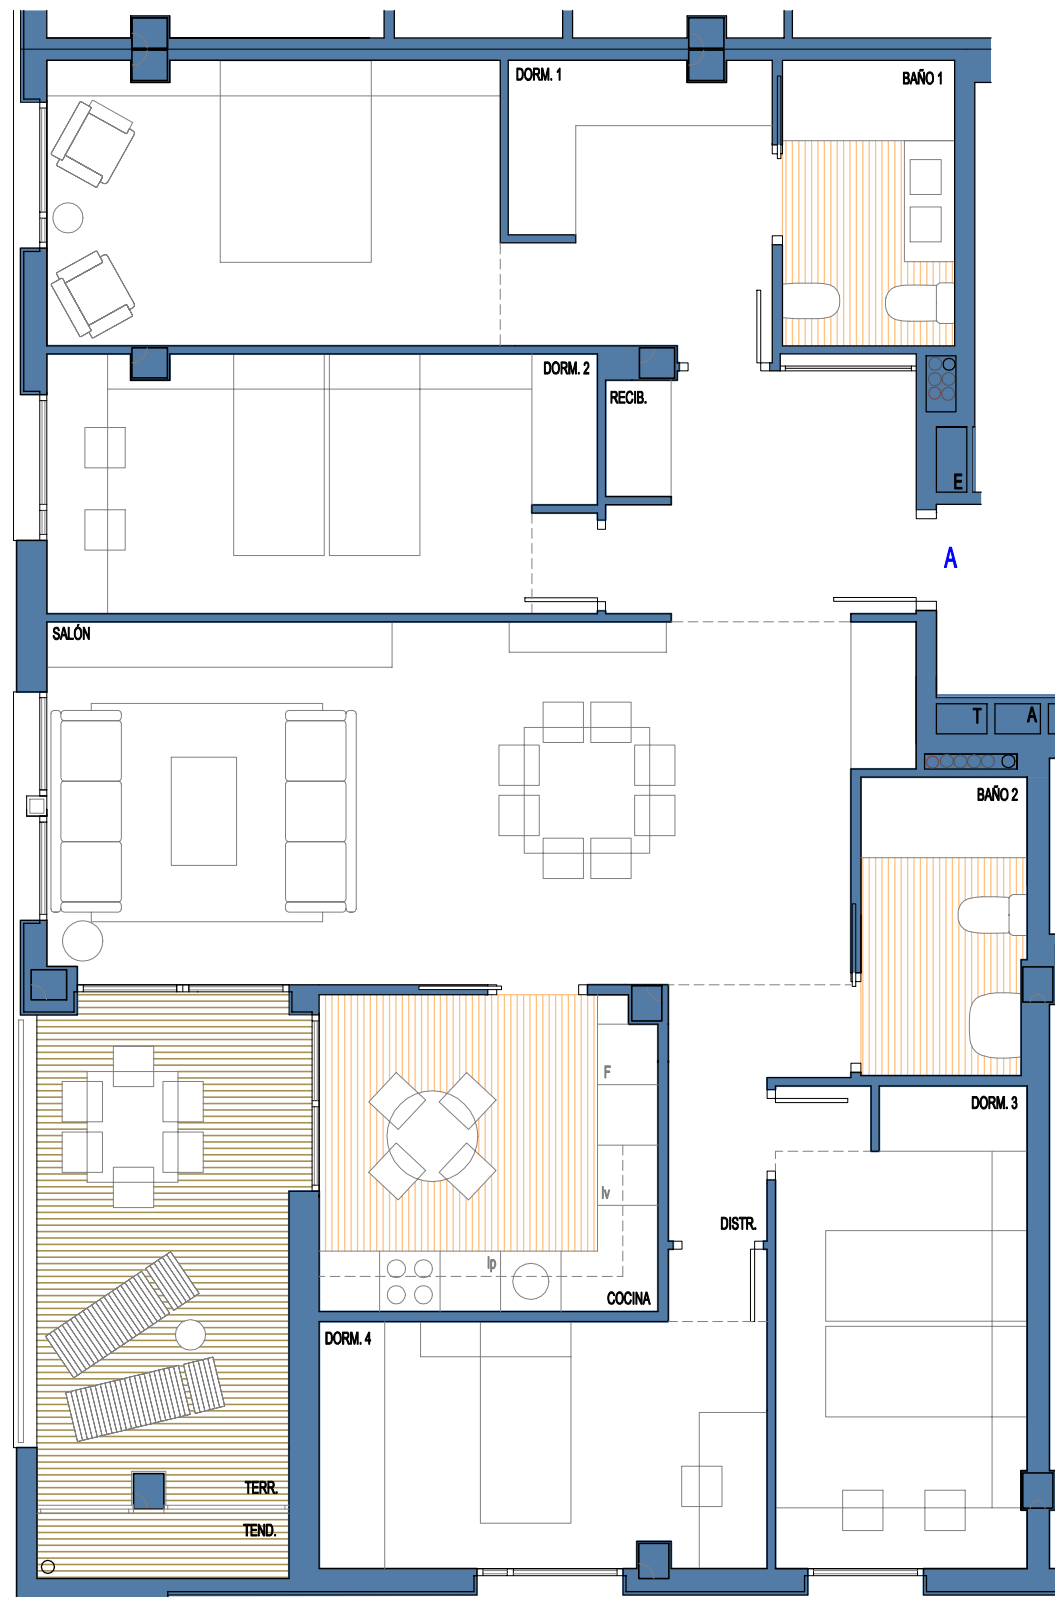 DORM. 1
BAÑO 1
DORM. 2
RECIB.
E
A
SALÓN
T
A
BAÑO 2
F
DORM. 3
lv
DISTR.
lp
COCINA
DORM. 4
TERR.
TEND.